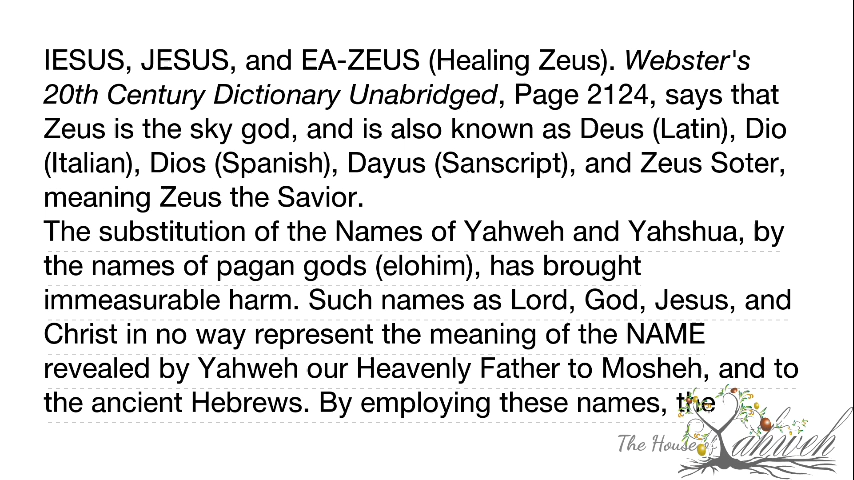 IESUS, JESUS, and EA-ZEUS (Healing Zeus). Webster's
20th Century Dictionary Unabridged, Page 2124, says that
Zeus is the sky god, and is also known as Deus (Latin), Dio
(Italian), Dios (Spanish), Dayus (Sanscript), and Zeus Soter,
meaning Zeus the Savior.
The substitution of the Names of Yahweh and Yahshua, by
the names of pagan gods (elohim), has brought
immeasurable harm. Such names as Lord, God, Jesus, and
Christ in no way represent the meaning of the NAME
revealed by Yahweh our Heavenly Father to Mosheh, and to
the ancient Hebrews. By employing these names, the
The House of Yahweh